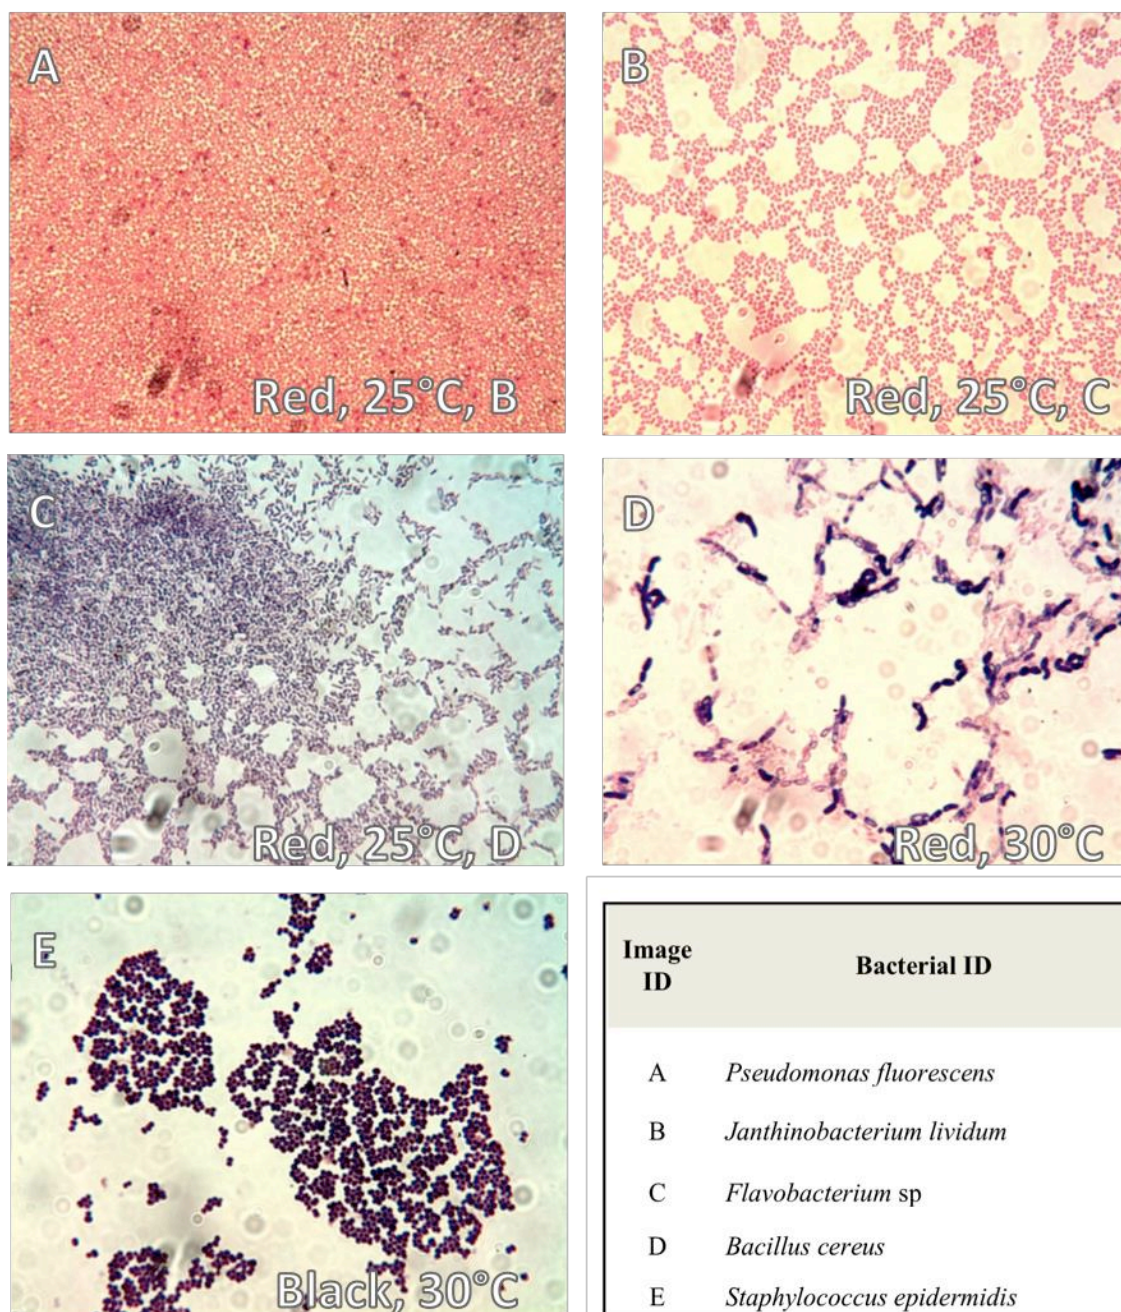 A
Red, 25°C, B
B
Red, 25°C, C
C
Red, 25°C, D
D
Red, 30°C
E
Black, 30°C
Image ID Bacterial ID
A Pseudomonas fluorescens
B Janthinobacterium lividum
C Flavobacterium sp
D Bacillus cereus
E Staphylococcus epidermidis